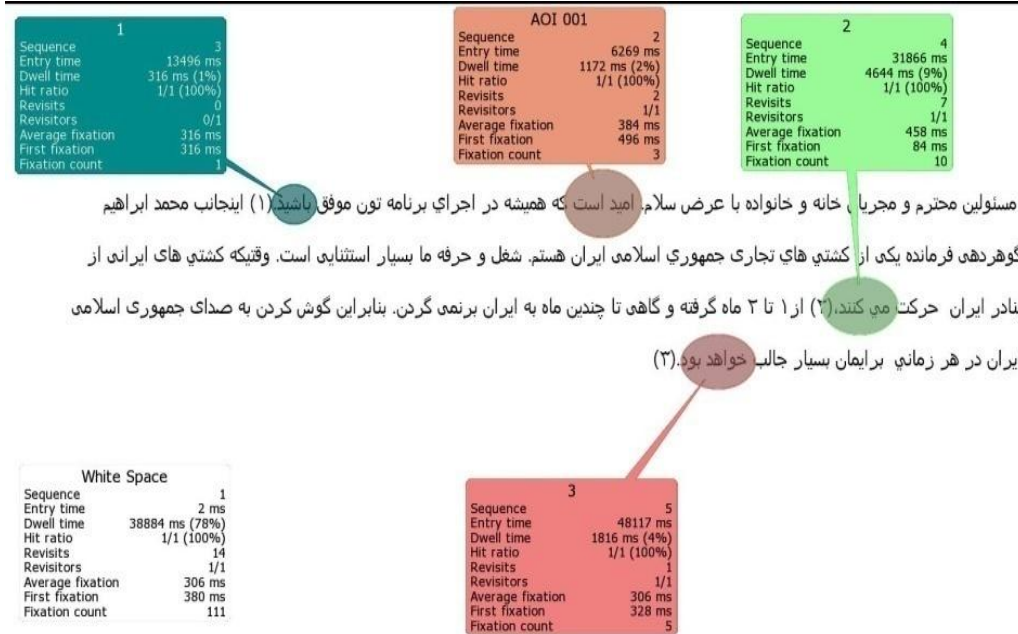 1
Sequence 3
Entry time 13496 ms
Dwell time 316 ms (1%)
Hit ratio 1/1 (100%)
Revisits 0
Revisitors 0/1
Average fixation 316 ms
First fixation 316 ms
Fixation count 1
AOI 001
Sequence 2
Entry time 6269 ms
Dwell time 1172 ms (2%)
Hit ratio 1/1 (100%)
Revisits 2
Revisitors 1/1
Average fixation 384 ms
First fixation 496 ms
Fixation count 3
2
Sequence 4
Entry time 31866 ms
Dwell time 4644 ms (9%)
Hit ratio 1/1 (100%)
Revisits 7
Revisitors 1/1
Average fixation 458 ms
First fixation 84 ms
Fixation count 10
مسئولین محترم و مجریان خانه و خانواده با عرض سلام. امید است که همیشه در اجراي برنامه تون موفق باشید.(۱) اینجانب محمد ابراهیم
گوهردهی فرمانده یکی از کشتي هاي تجاری جمهوري اسلامی ایران هستم. شغل و حرفه ما بسیار استثنایی است. وقتیکه کشتي های ایرانی از
نادر ایران حرکت مي کنند،(۲) از ۱ تا ۲ ماه گرفته و گاهی تا چندین ماه به ایران برنمی گردن. بنابراین گوش کردن به صدای جمهوری اسلامی
یران در هر زماني برایمان بسیار جالب خواهد بود.(۳)
White Space
Sequence 1
Entry time 2 ms
Dwell time 38884 ms (78%)
Hit ratio 1/1 (100%)
Revisits 14
Revisitors 1/1
Average fixation 306 ms
First fixation 380 ms
Fixation count 111
3
Sequence 5
Entry time 48117 ms
Dwell time 1816 ms (4%)
Hit ratio 1/1 (100%)
Revisits 1
Revisitors 1/1
Average fixation 306 ms
First fixation 328 ms
Fixation count 5